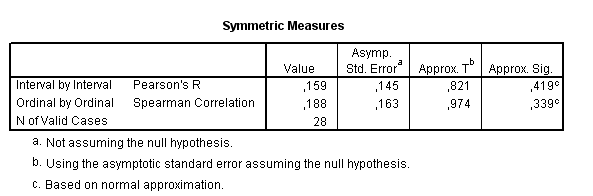 Symmetric Measures
Value Asymp. Std. Error a Approx. T b Approx. Sig.
Interval by Interval Pearson's R ,159 ,145 ,821 ,419 c
Ordinal by Ordinal Spearman Correlation ,188 ,163 ,974 ,339 c
N of Valid Cases 28
a. Not assuming the null hypothesis.
b. Using the asymptotic standard error assuming the null hypothesis.
c. Based on normal approximation.